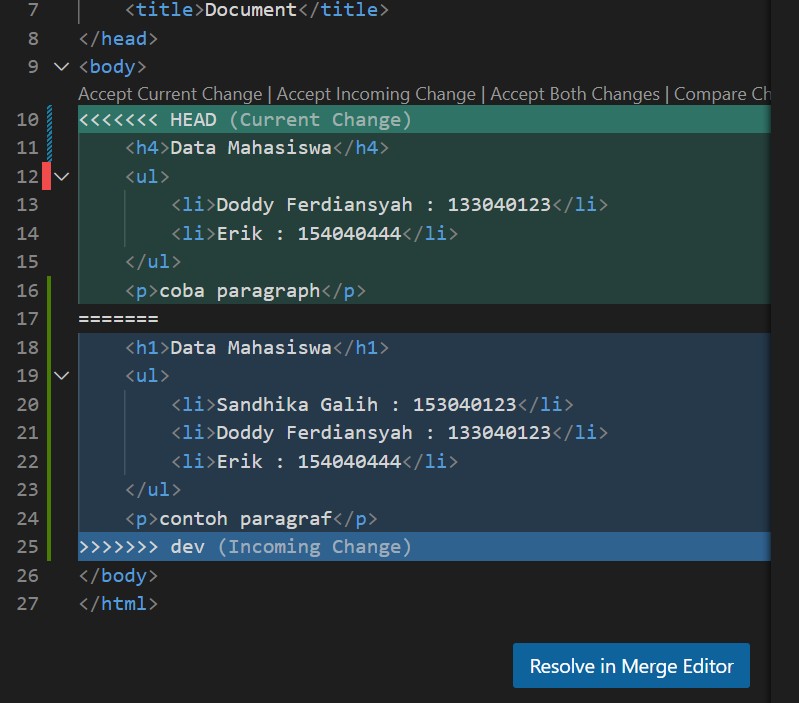 7 <title>Document</title>
8 </head>
9 <body>
Accept Current Change | Accept Incoming Change | Accept Both Changes | Compare Ch
10 <<<<<<< HEAD (Current Change)
11 <h4>Data Mahasiswa</h4>
12 <ul>
13 <li>Doddy Ferdiansyah : 133040123</li>
14 <li>Erik : 154040444</li>
15 </ul>
16 <p>coba paragraph</p>
17 =======
18 <h1>Data Mahasiswa</h1>
19 <ul>
20 <li>Sandhika Galih : 153040123</li>
21 <li>Doddy Ferdiansyah : 133040123</li>
22 <li>Erik : 154040444</li>
23 </ul>
24 <p>contoh paragraf</p>
25 >>>>>>> dev (Incoming Change)
26 </body>
27 </html>
Resolve in Merge Editor